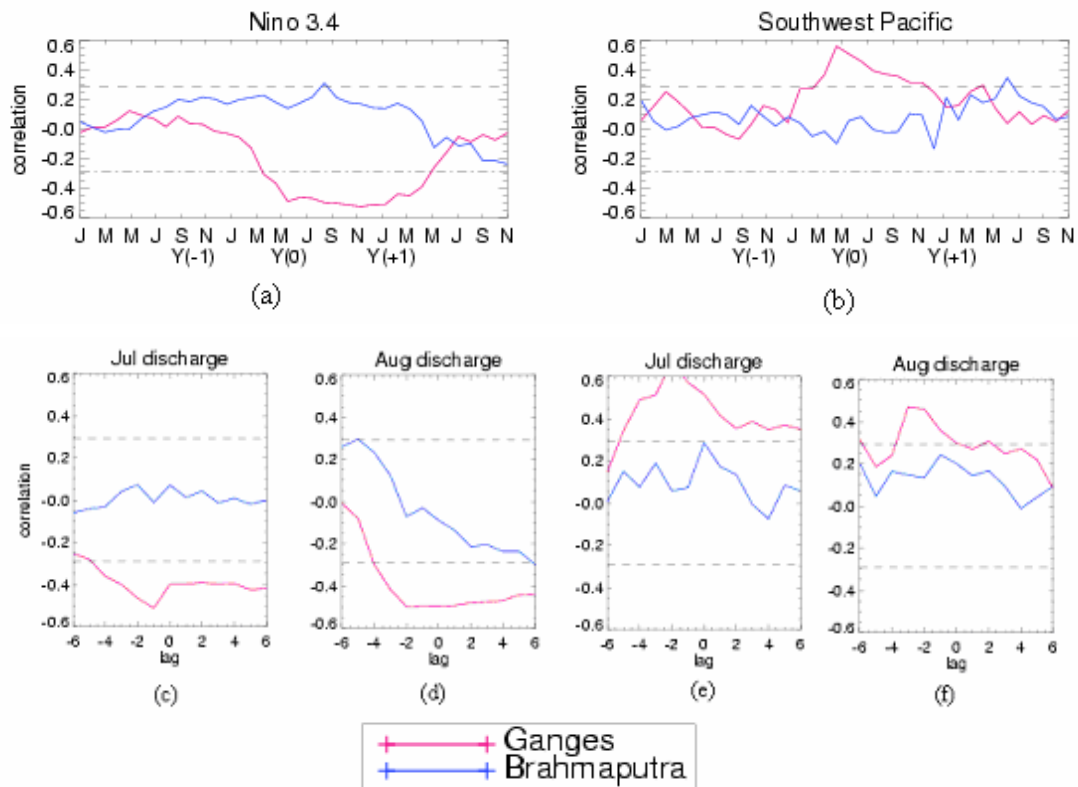 Nino 3.4
Southwest Pacific
correlation
0.6
0.4
0.2
-0.0
-0.2
-0.4
-0.6
J M M J S N J M M J S N J M M J S N
Y(-1) Y(0) Y(+1)
(a)
correlation
0.6
0.4
0.2
-0.0
-0.2
-0.4
-0.6
J M M J S N J M M J S N J M M J S N
Y(-1) Y(0) Y(+1)
(b)
Jul discharge
correlation
0.6
0.4
0.2
-0.0
-0.2
-0.4
-0.6
-6 -4 -2 0 2 4 6
lag
(c)
Aug discharge
0.6
0.4
0.2
-0.0
-0.2
-0.4
-0.6
-6 -4 -2 0 2 4 6
lag
(d)
Jul discharge
0.6
0.4
0.2
-0.0
-0.2
-0.4
-0.6
-6 -4 -2 0 2 4 6
lag
(e)
Aug discharge
0.6
0.4
0.2
-0.0
-0.2
-0.4
-0.6
-6 -4 -2 0 2 4 6
lag
(f)
Ganges
Brahmaputra